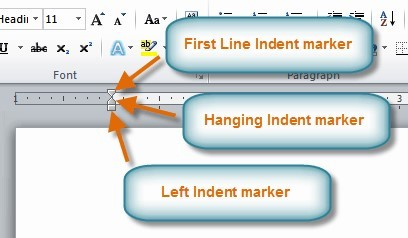 Headi 11 A A Aa
U abc X₂ X² A ab
First Line Indent marker
Font Paragraph
1 3
Hanging Indent marker
Left Indent marker